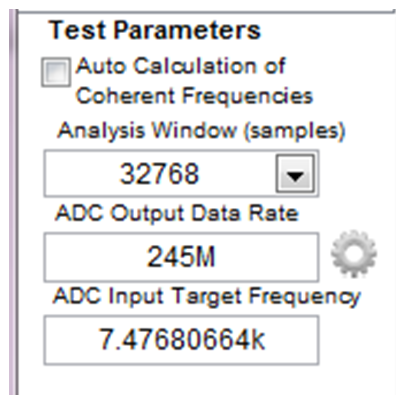 Test Parameters
Auto Calculation of
Coherent Frequencies
Analysis Window (samples)
32768
ADC Output Data Rate
245M
ADC Input Target Frequency
7.47680664k